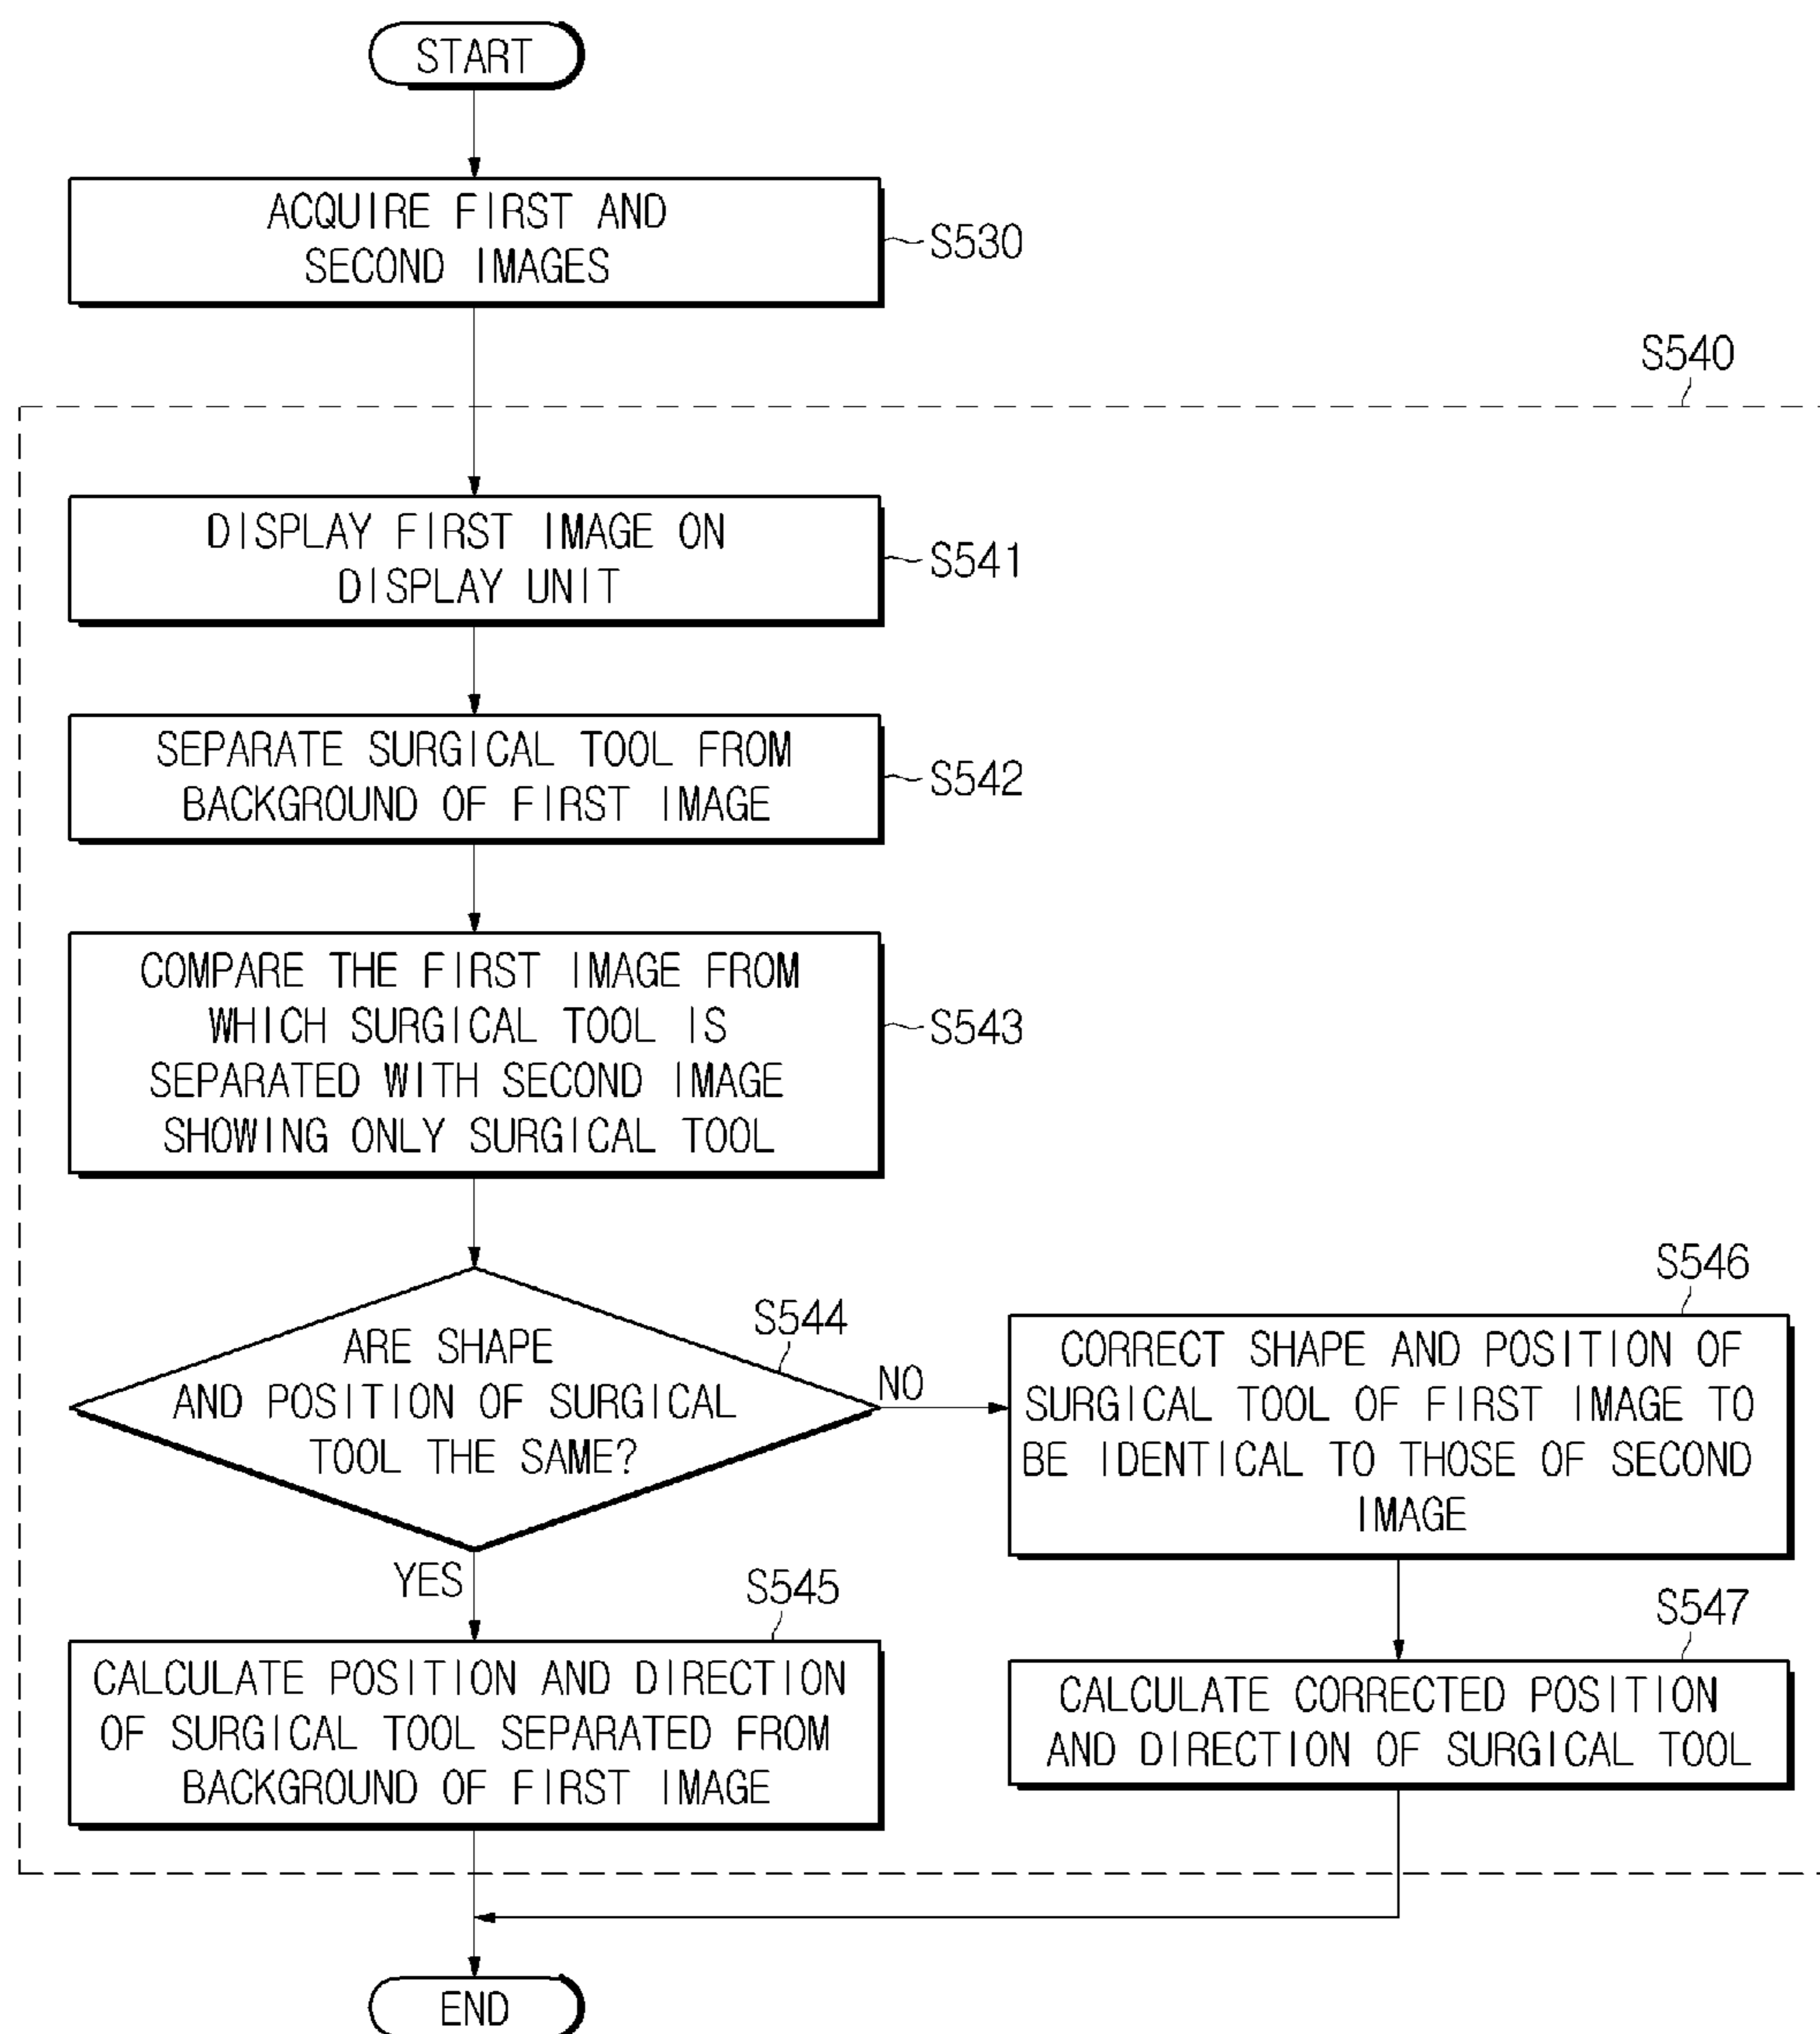 START
ACQUIRE FIRST AND
SECOND IMAGES
S530
S540
DISPLAY FIRST IMAGE ON
DISPLAY UNIT
S541
SEPARATE SURGICAL TOOL FROM
BACKGROUND OF FIRST IMAGE
S542
COMPARE THE FIRST IMAGE FROM
WHICH SURGICAL TOOL IS
SEPARATED WITH SECOND IMAGE
SHOWING ONLY SURGICAL TOOL
S543
ARE SHAPE
AND POSITION OF SURGICAL
TOOL THE SAME?
S544
NO
YES
S546
CORRECT SHAPE AND POSITION OF
SURGICAL TOOL OF FIRST IMAGE TO
BE IDENTICAL TO THOSE OF SECOND
IMAGE
S545
CALCULATE POSITION AND DIRECTION
OF SURGICAL TOOL SEPARATED FROM
BACKGROUND OF FIRST IMAGE
S547
CALCULATE CORRECTED POSITION
AND DIRECTION OF SURGICAL TOOL
END